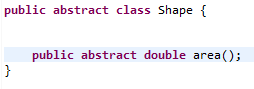 public abstract class Shape {
    public abstract double area();
}